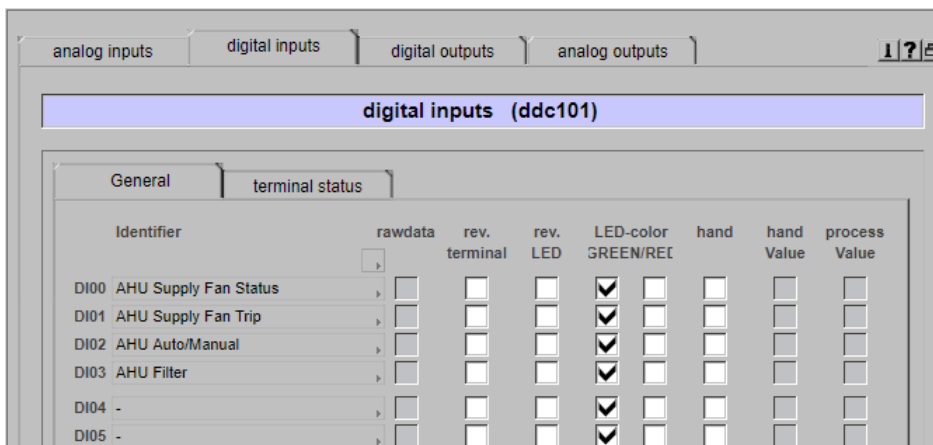 analog inputs digital inputs digital outputs analog outputs 1 ?
digital inputs (ddc101)
General terminal status
Identifier rawdata rev. rev. LED-color hand hand process
terminal LED GREEN/RED Value Value
DI00 AHU Supply Fan Status
DI01 AHU Supply Fan Trip
DI02 AHU Auto/Manual
DI03 AHU Filter
DI04 -
DI05 -